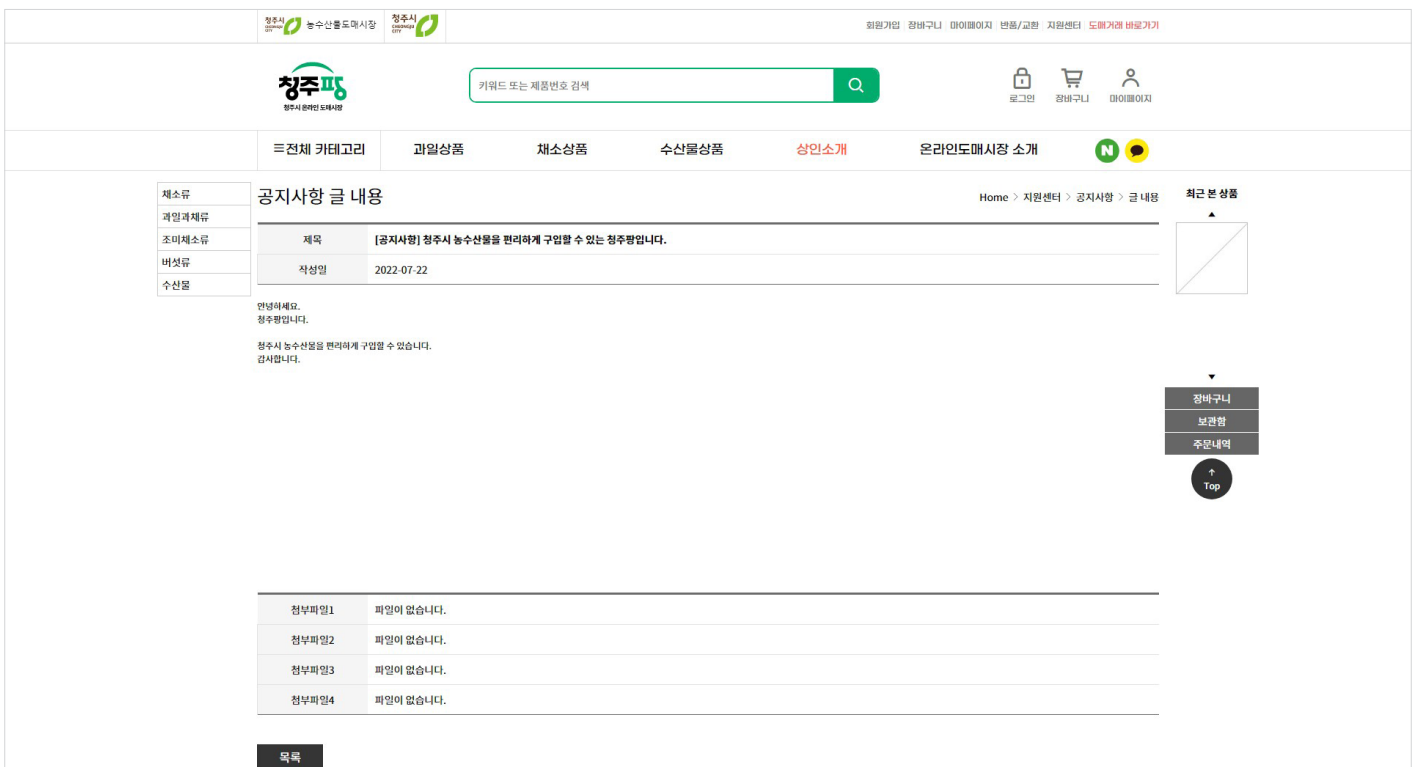 청주시 농수산물도매시장
청주시
회원가입 장바구니 마이페이지 반품/교환 지원센터 도매거래 바로가기
청주팡
청주시 온라인 도매시장
키워드 또는 제품번호 검색
로그인 장바구니 마이페이지
전체 카테고리 과일상품 채소상품 수산물상품 상인소개 온라인도매시장 소개 N
채소류
과일과채류
조미채소류
버섯류
수산물
공지사항 글 내용
Home > 지원센터 > 공지사항 > 글 내용
제목 [공지사항] 청주시 농수산물을 편리하게 구입할 수 있는 청주팡입니다.
작성일 2022-07-22
안녕하세요.
청주팡입니다.
청주시 농수산물을 편리하게 구입할 수 있습니다.
감사합니다.
첨부파일1 파일이 없습니다.
첨부파일2 파일이 없습니다.
첨부파일3 파일이 없습니다.
첨부파일4 파일이 없습니다.
목록
최근 본 상품
▲
▼
장바구니
보관함
주문내역
↑
Top